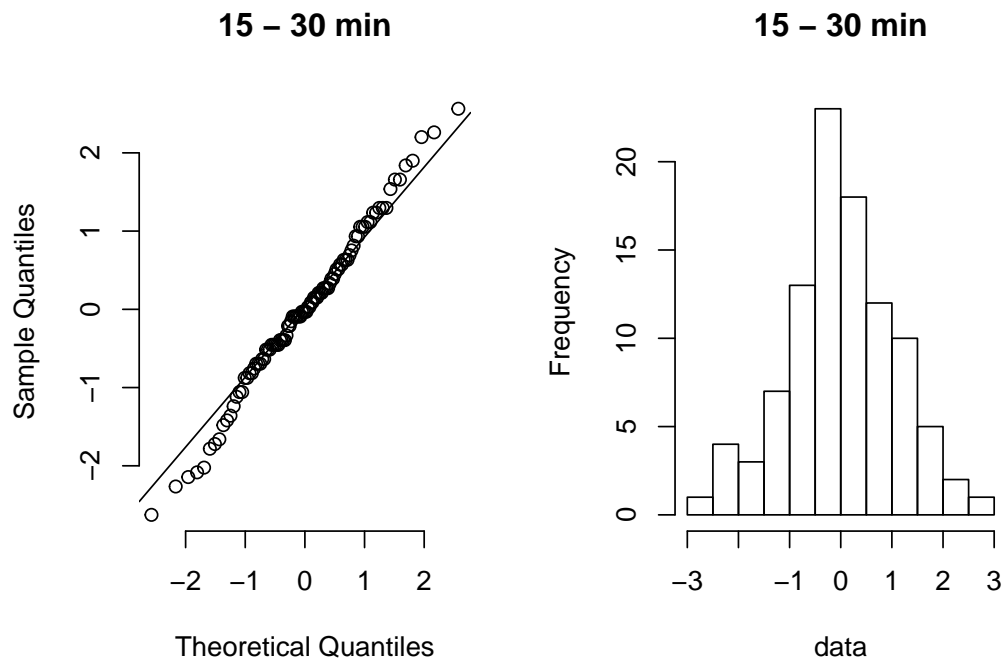 15 – 30 min
Sample Quantiles
2
1
0
−1
−2
−2 −1 0 1 2
Theoretical Quantiles
15 – 30 min
Frequency
20
15
10
5
0
−3 −1 0 1 2 3
data